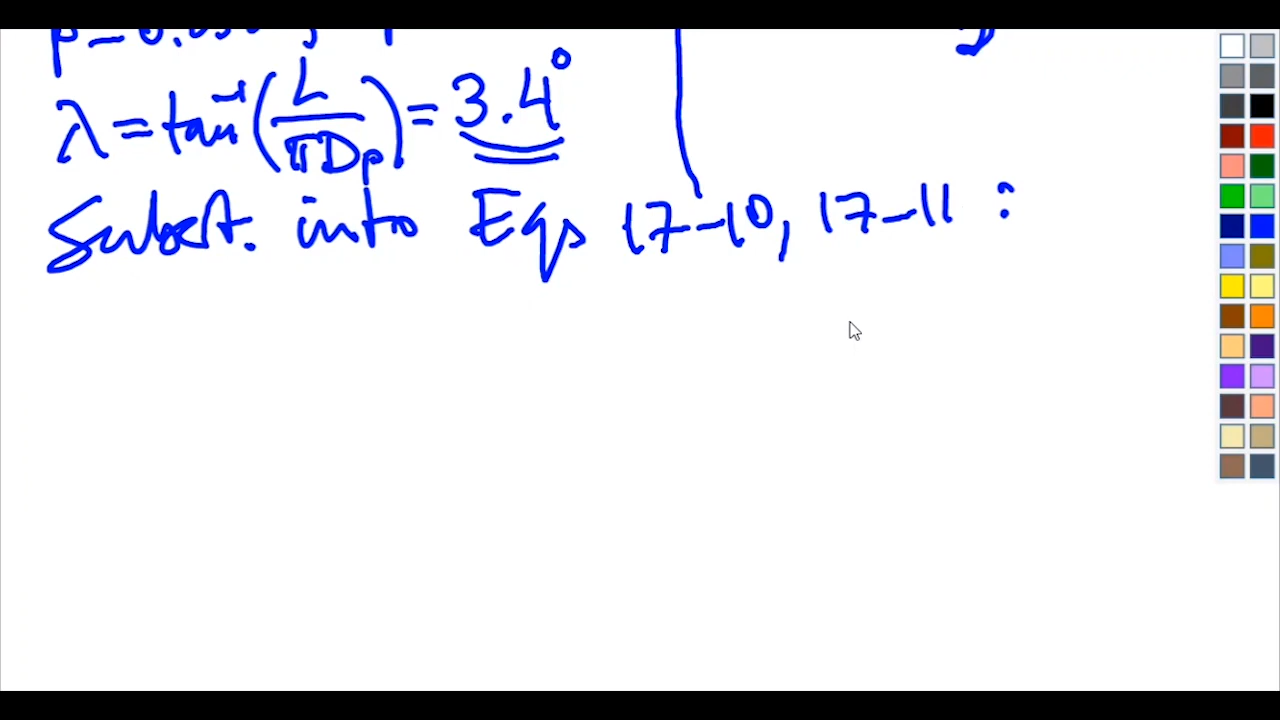 λ = tan⁻¹(L/πDp) = 3.4°
Subst. into Eqs 17-10, 17-11 :